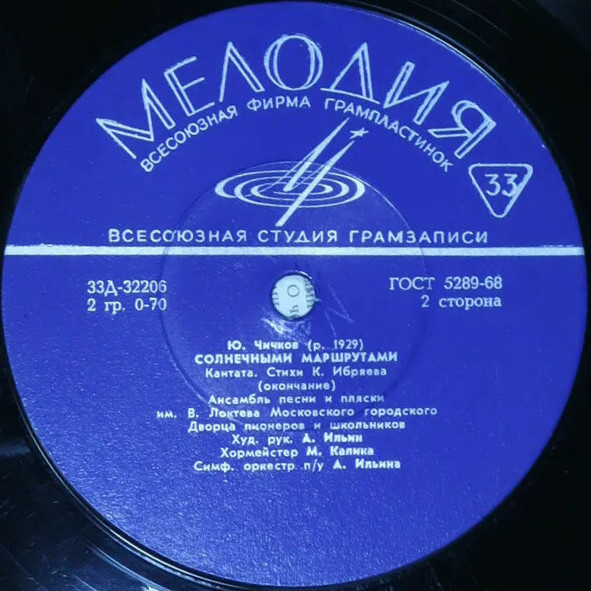 МЕЛОДИЯ
ВСЕСОЮЗНАЯ ФИРМА ГРАМПЛАСТИНОК
33
ВСЕСОЮЗНАЯ СТУДИЯ ГРАМЗАПИСИ
33Д-32206
2 гр. 0-70
ГОСТ 5289-68
2 сторона
Ю. Чичков (р. 1929)
СОЛНЕЧНЫМИ МАРШРУТАМИ
Кантата. Стихи К. Ибряева
(окончание)
Ансамбль песни и пляски
им. В. Локтева Московского городского
Дворца пионеров и школьников
Худ. рук. А. Ильин
Хормейстер М. Калика
Симф. оркестр п/у А. Ильина